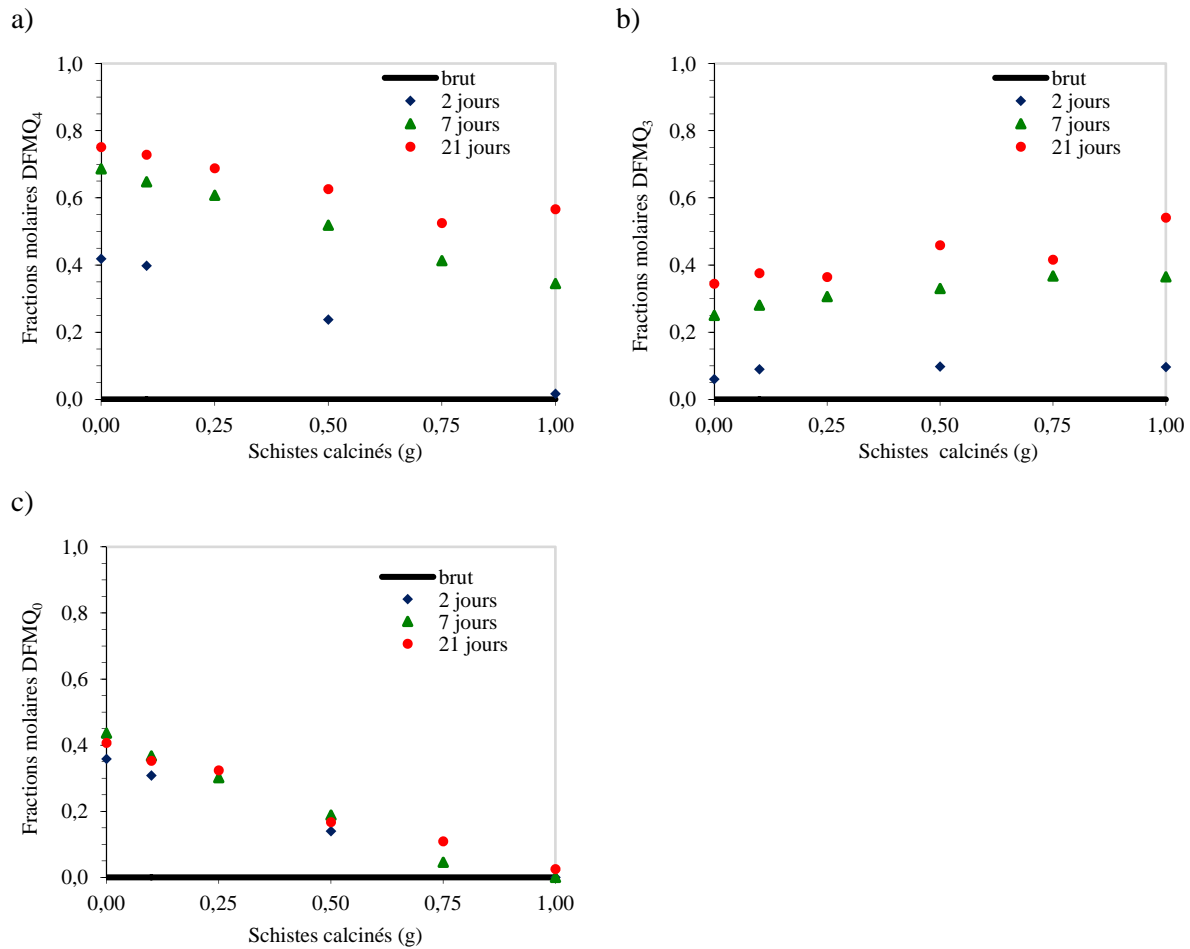 a)
Fractions molaires DFMQ4
1,0
0,8
0,6
0,4
0,2
0,0
0,00 0,25 0,50 0,75 1,00
Schistes calcinés (g)
brut
2 jours
7 jours
21 jours
b)
Fractions molaires DFMQ3
1,0
0,8
0,6
0,4
0,2
0,0
0,00 0,25 0,50 0,75 1,00
Schistes calcinés (g)
brut
2 jours
7 jours
21 jours
c)
Fractions molaires DFMQ0
1,0
0,8
0,6
0,4
0,2
0,0
0,00 0,25 0,50 0,75 1,00
Schistes calcinés (g)
brut
2 jours
7 jours
21 jours